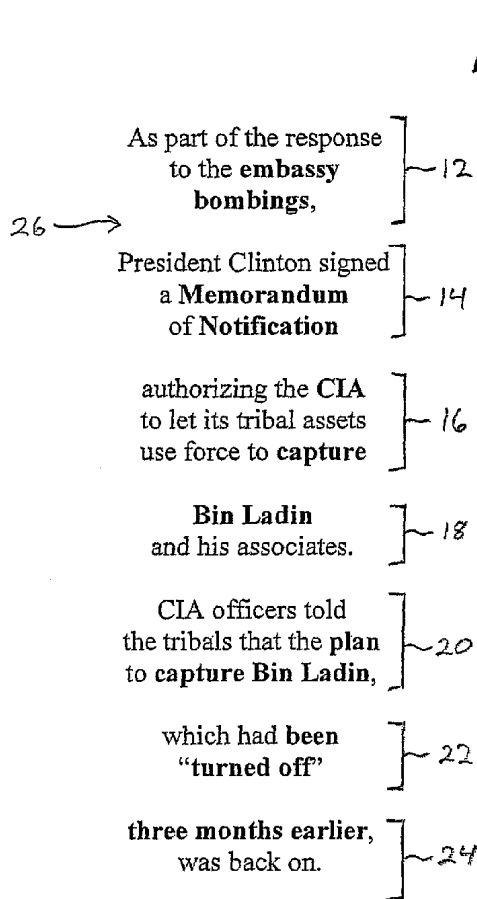 As part of the response
to the embassy 12
bombings,
26
President Clinton signed
a Memorandum 14
of Notification
authorizing the CIA
to let its tribal assets 16
use force to capture
Bin Ladin
and his associates. 18
CIA officers told
the tribals that the plan 20
to capture Bin Ladin,
which had been
“turned off” 22
three months earlier,
was back on. 24